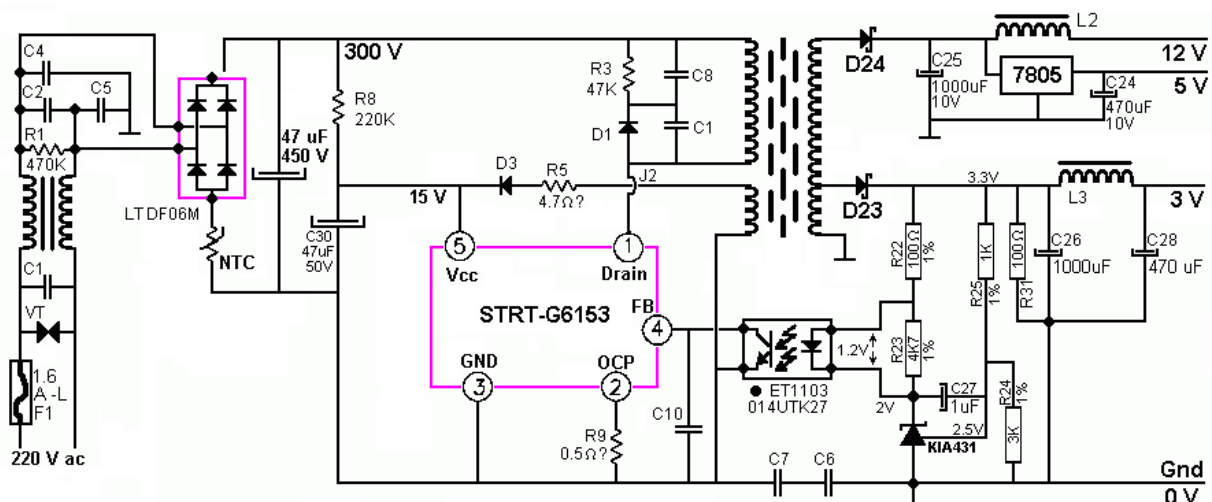 C4
C2
C5
R1
470K
LTDF06M
NTC
C1
VT
1.6
A -L
F1
220 V ac
300 V
47 uF
450 V
R8
220K
15 V
C30
47uF
50V
R3
47K
C8
D1
C1
D3
R5
4.7Ω?
J2
5
Vcc
1
Drain
STRT-G6153
FB
4
GND
3
OCP
2
R9
0.5Ω?
C10
ET1103
014UTK27
C7
C6
D24
C25
1000uF
10V
L2
7805
12 V
5 V
C24
470uF
10V
D23
3.3V
L3
3 V
R22
100Ω
1%
1K
R25
1%
100Ω
R31
C26
1000uF
C28
470 uF
1.2V
R23
4K7
1%
2V
C27
1uF
2.5V
KIA431
R24
1%
3K
Gnd
0 V